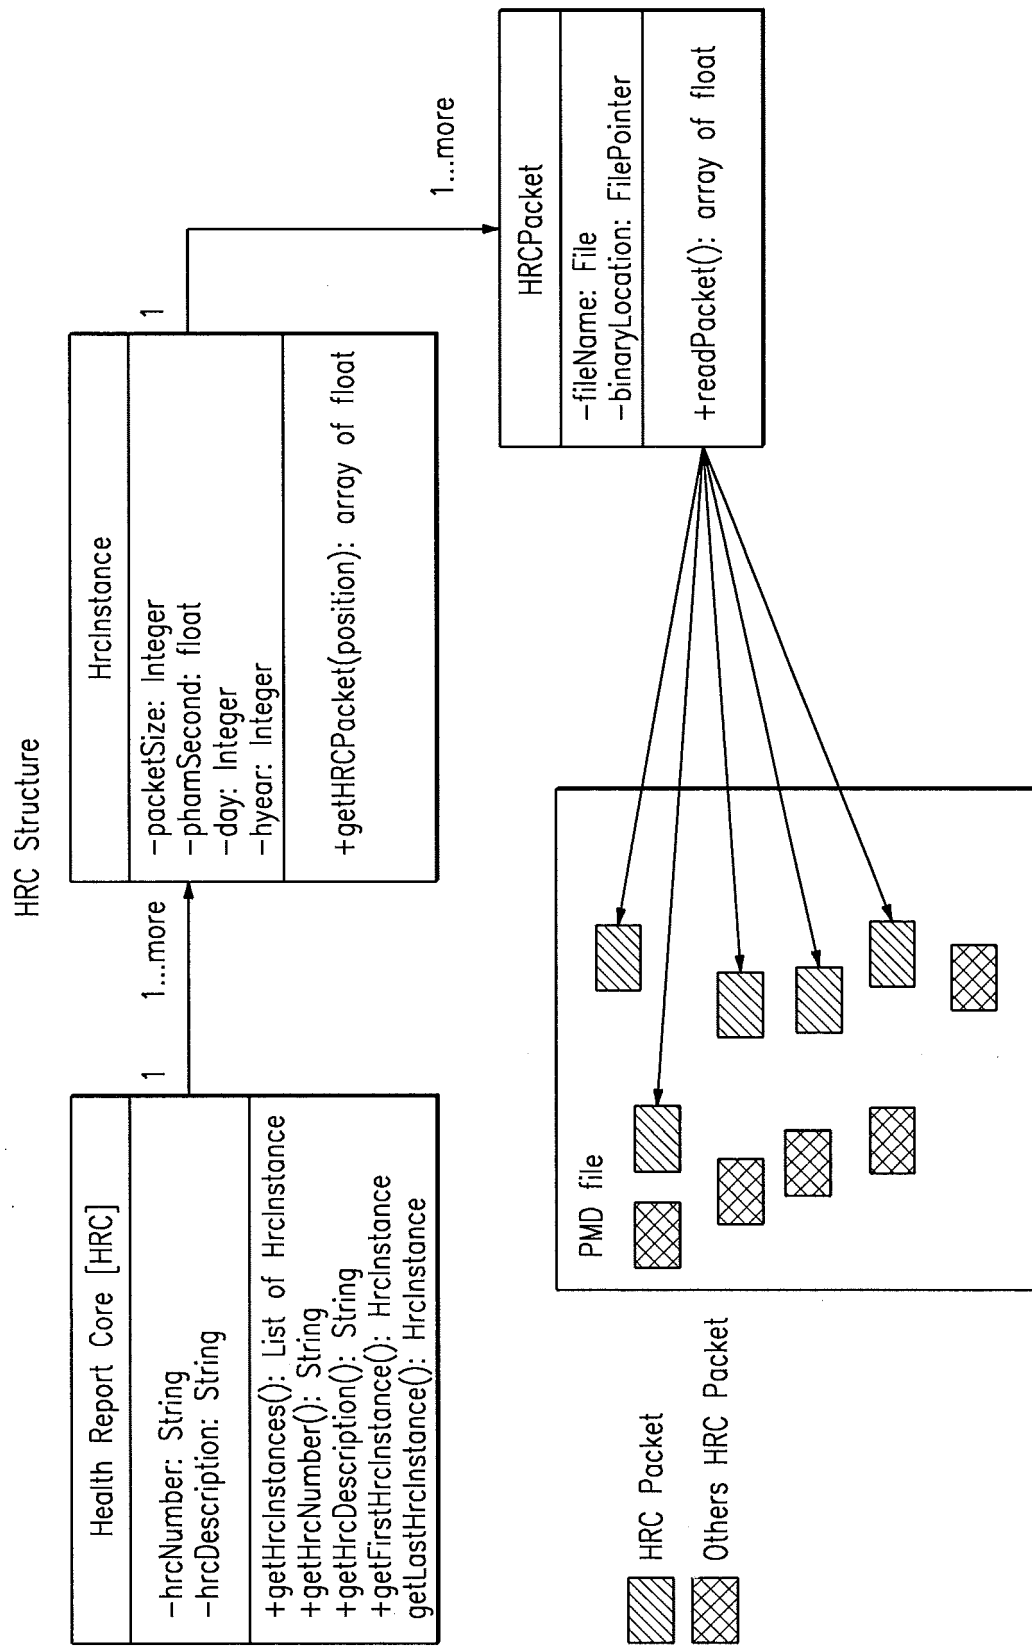 HRC Structure
Health Report Core [HRC]
-hrcNumber: String
-hrcDescription: String
+getHrcInstances(): List of HrcInstance
+getHrcNumber(): String
+getHrcDescription(): String
+getFirstHrcInstance(): HrcInstance
getLastHrcInstance(): HrcInstance
1
1...more
HrcInstance
-packetSize: Integer
-phamSecond: float
-day: Integer
-hyear: Integer
+getHRCPacket(position): array of float
1
1...more
HRCPacket
-fileName: File
-binaryLocation: FilePointer
+readPacket(): array of float
PMD file
HRC Packet
Others HRC Packet